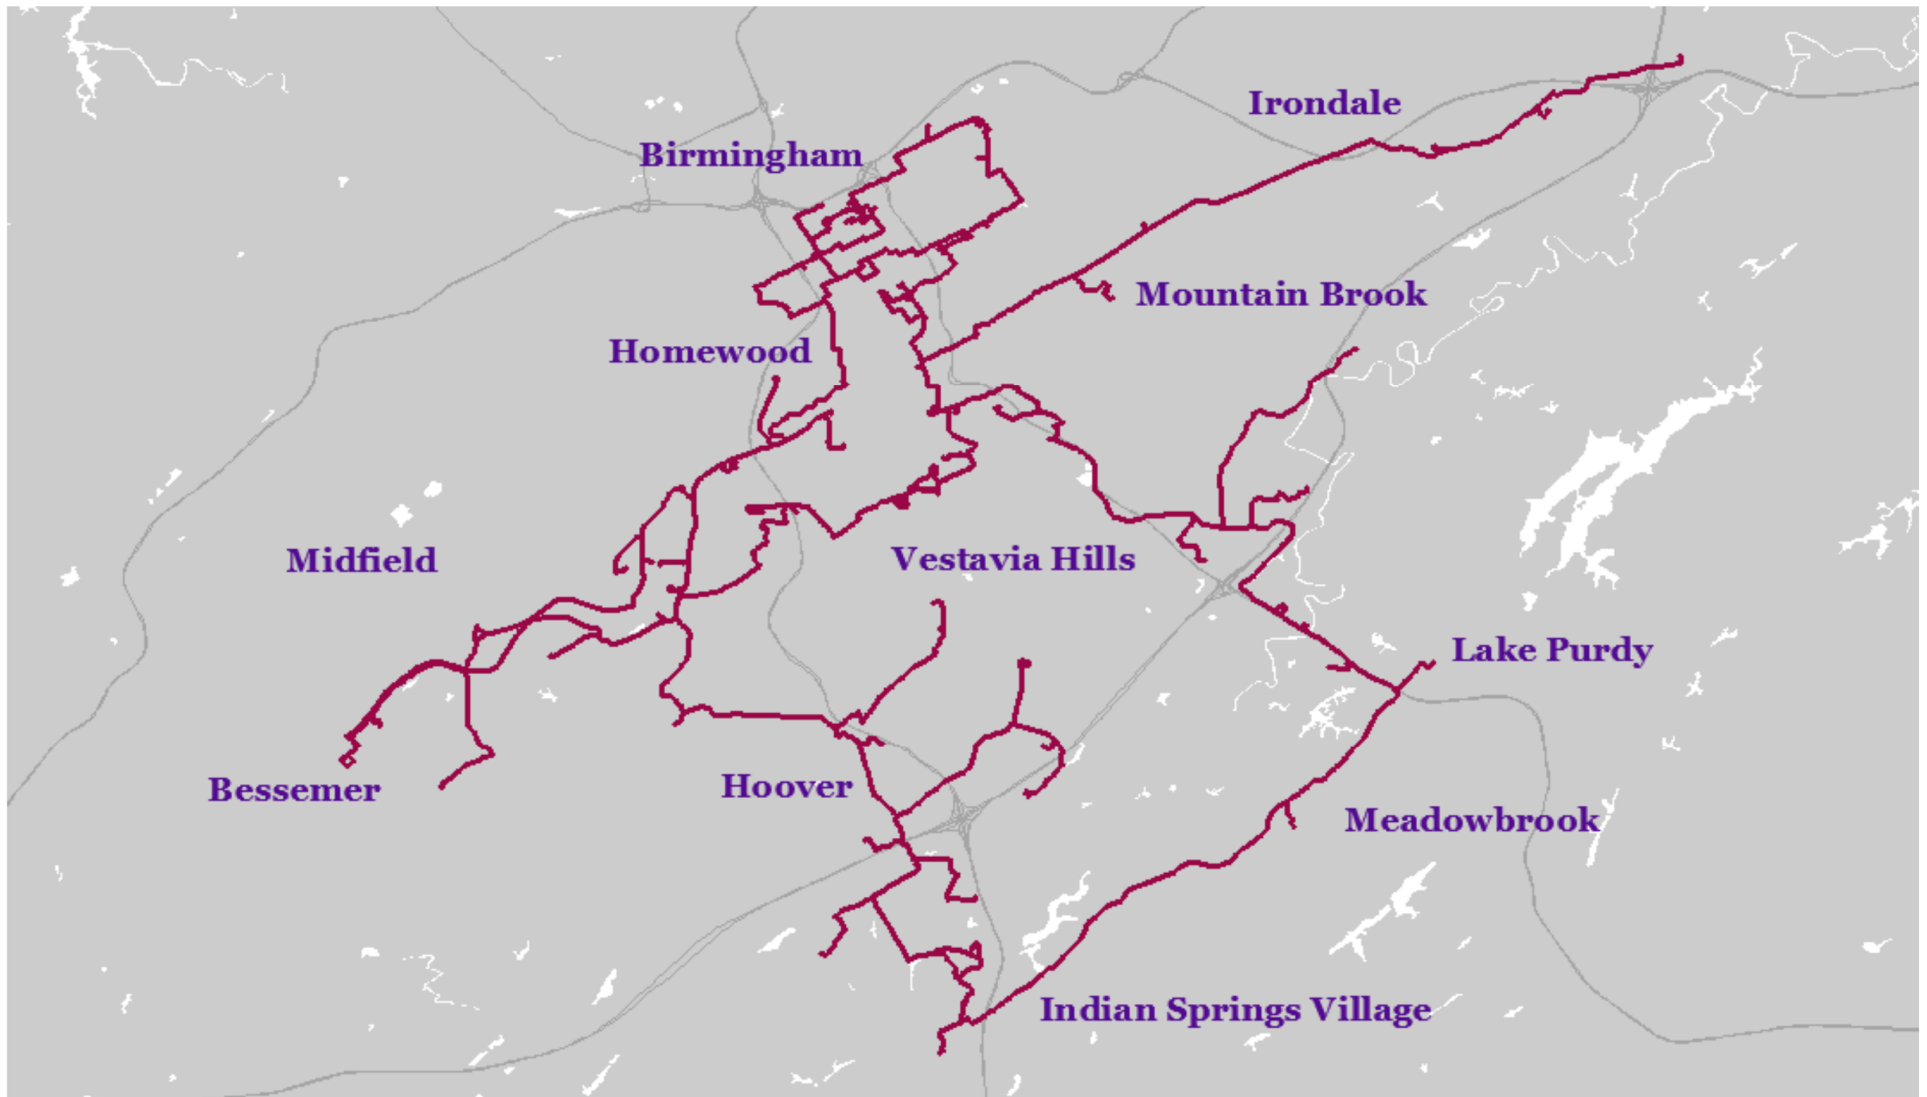 Irondale
Birmingham
Mountain Brook
Homewood
Midfield
Vestavia Hills
Lake Purdy
Bessemer
Hoover
Meadowbrook
Indian Springs Village